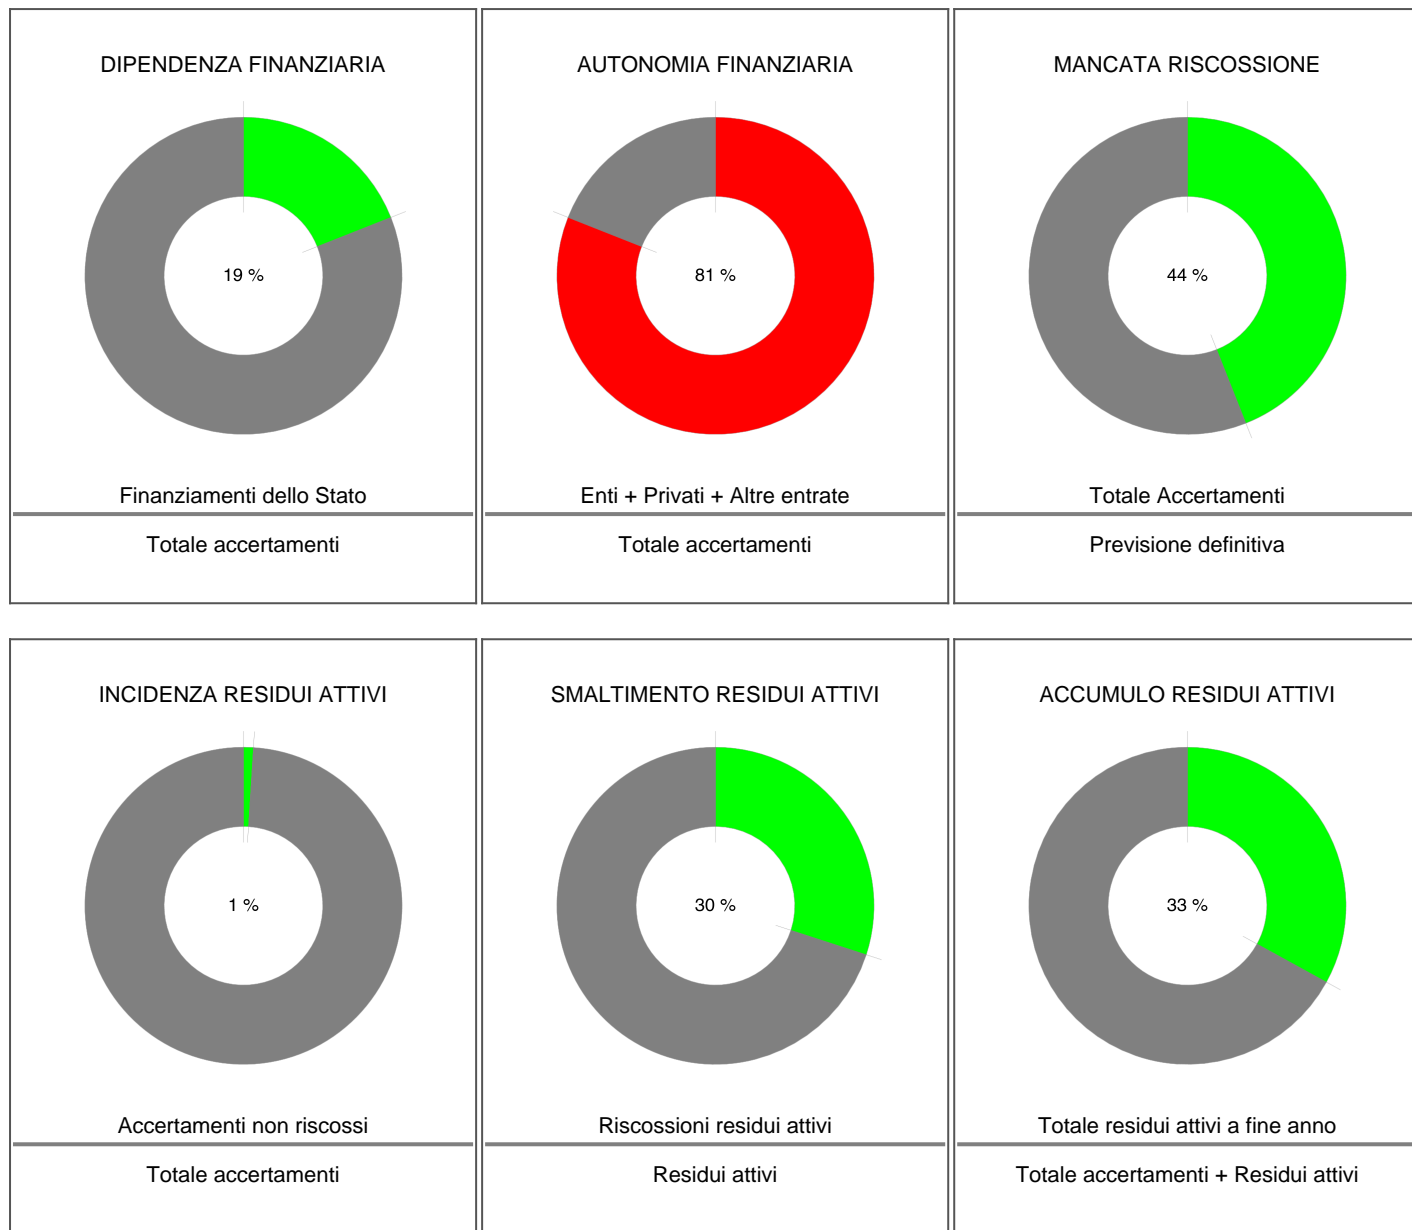 DIPENDENZA FINANZIARIA
19 %
Finanziamenti dello Stato
Totale accertamenti
AUTONOMIA FINANZIARIA
81 %
Enti + Privati + Altre entrate
Totale accertamenti
MANCATA RISCOSSIONE
44 %
Totale Accertamenti
Previsione definitiva
INCIDENZA RESIDUI ATTIVI
1 %
Accertamenti non riscossi
Totale accertamenti
SMALTIMENTO RESIDUI ATTIVI
30 %
Riscossioni residui attivi
Residui attivi
ACCUMULO RESIDUI ATTIVI
33 %
Totale residui attivi a fine anno
Totale accertamenti + Residui attivi